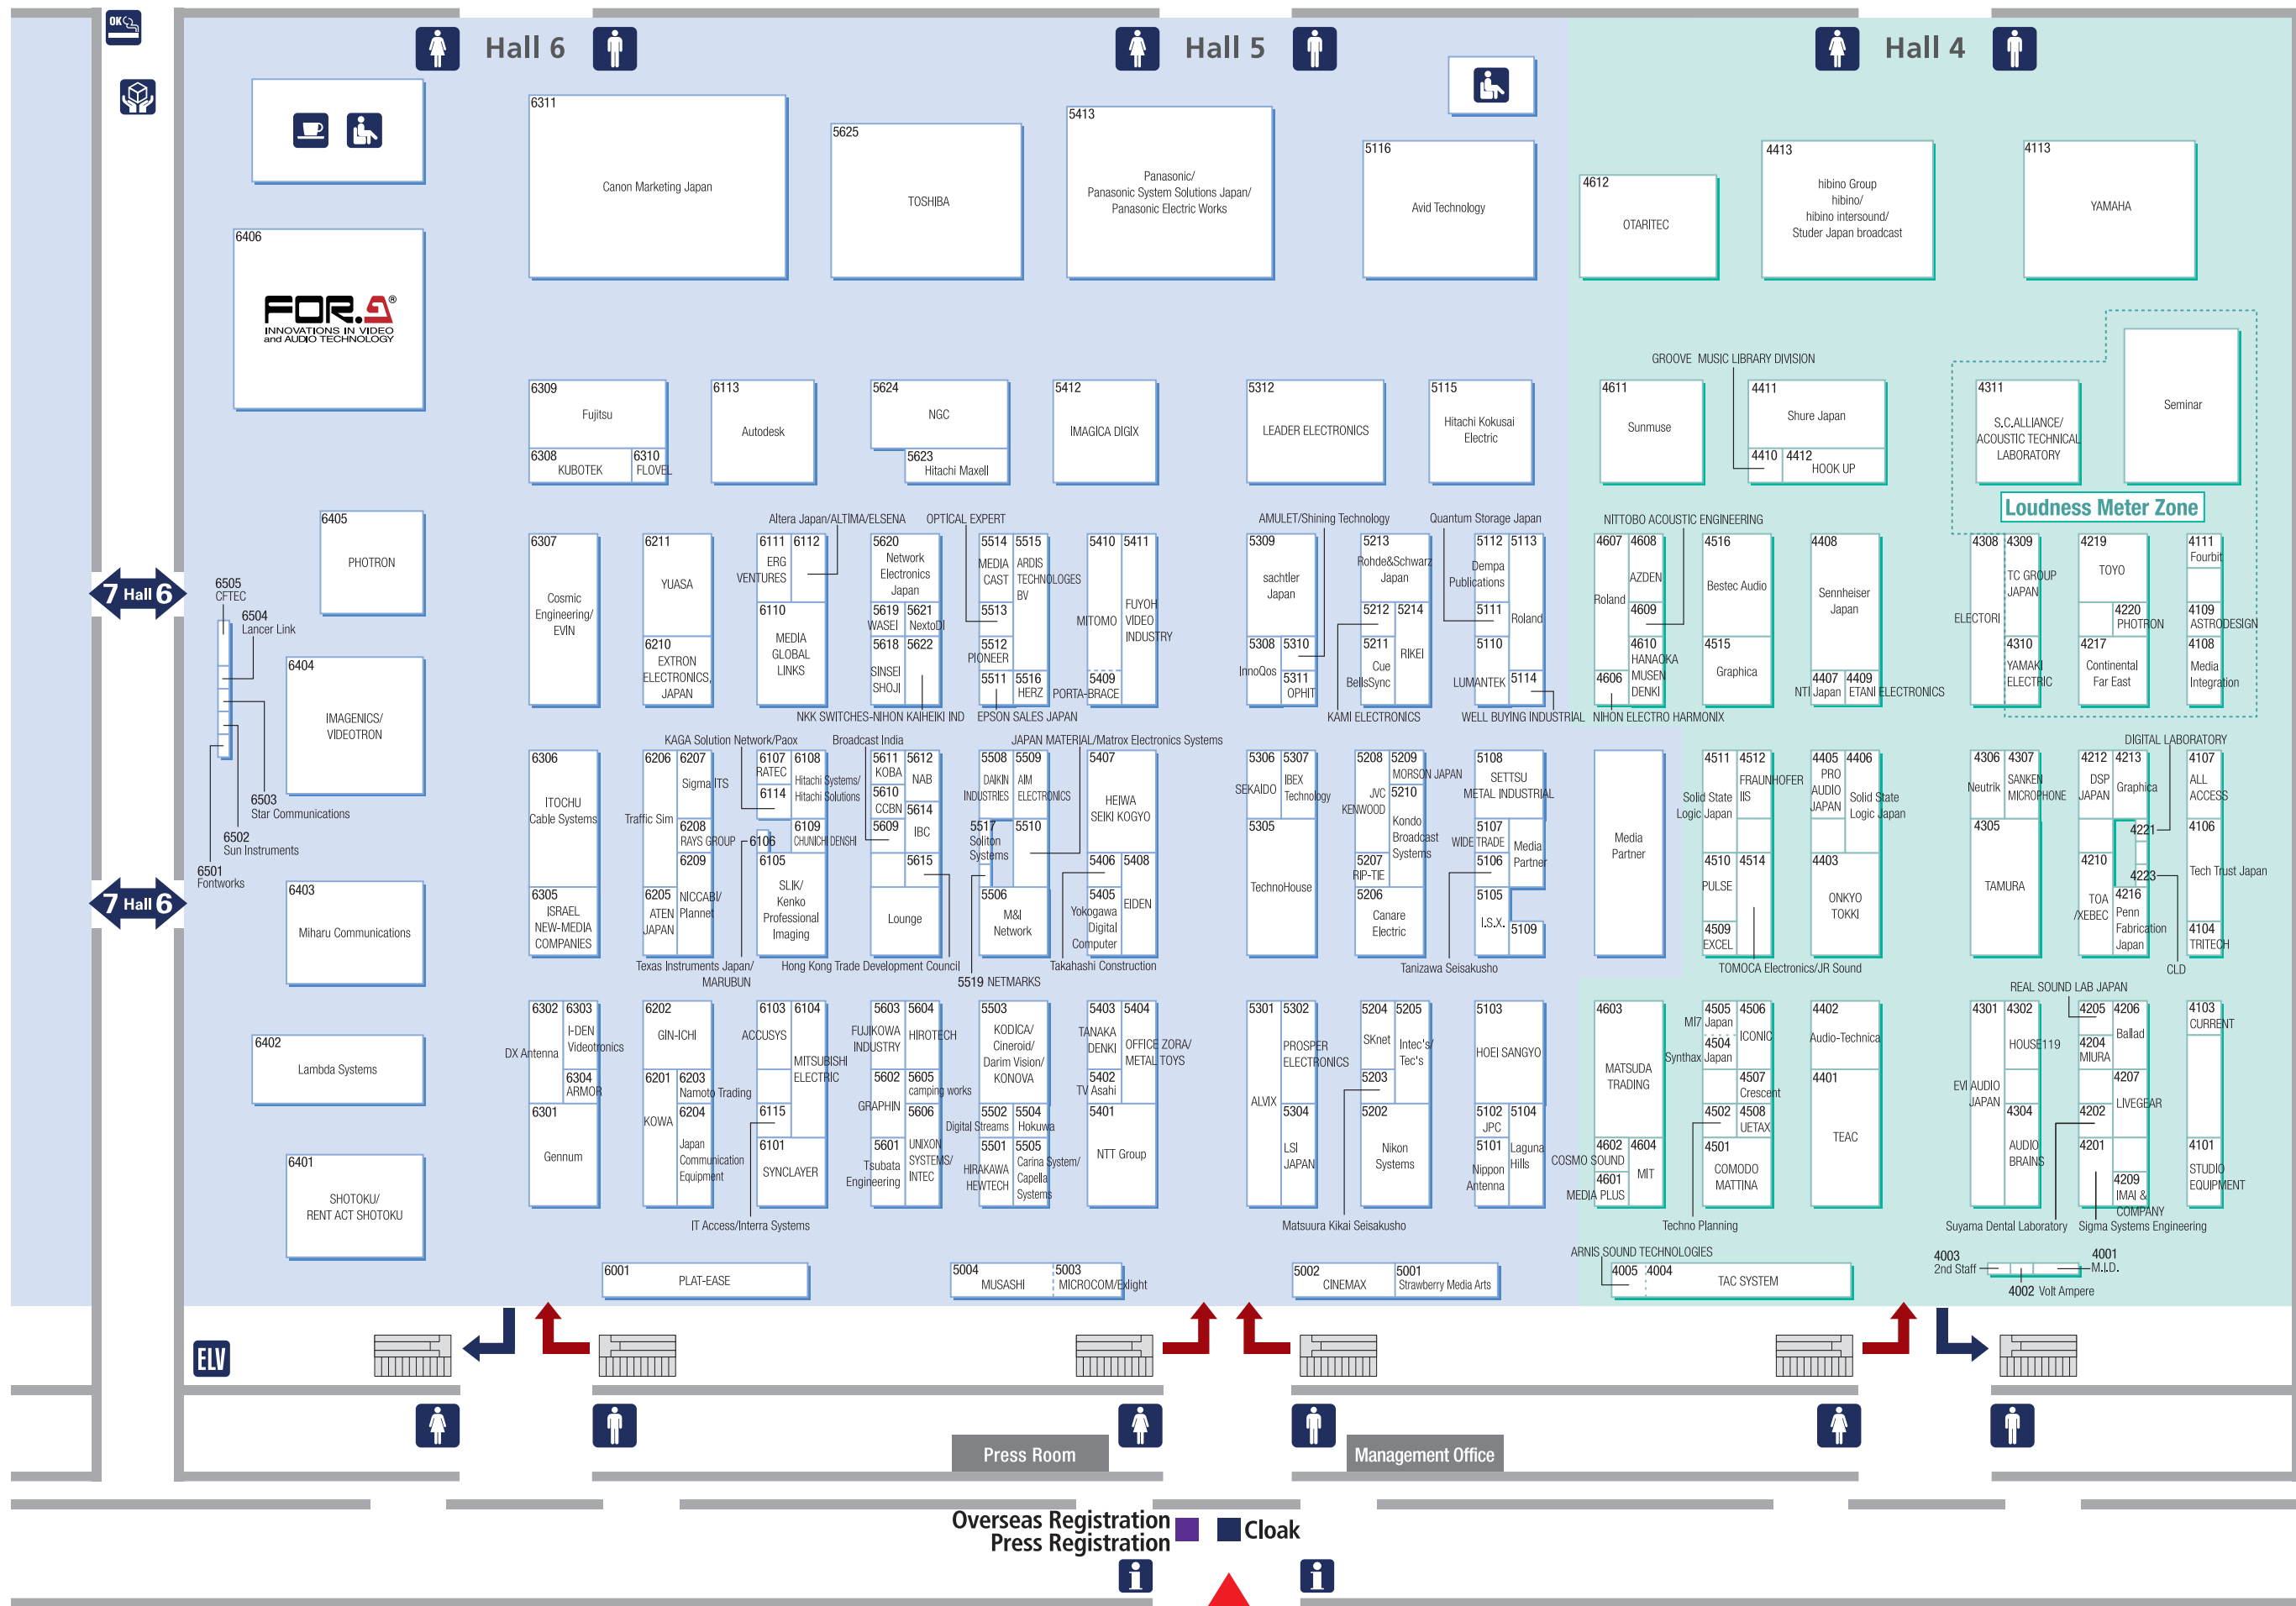 OK
Hall 6
Hall 5
Hall 4
6311
Canon Marketing Japan
5625
TOSHIBA
5413
Panasonic/
Panasonic System Solutions Japan/
Panasonic Electric Works
5116
Avid Technology
4612
OTARITEC
4413
hibino Group
hibino/
hibino intersound/
Studer Japan broadcast
4113
YAMAHA
6406
FOR.A®
INNOVATIONS IN VIDEO
and AUDIO TECHNOLOGY
6309
Fujitsu
6308
KUBOTEK
6310
FLOVEL
6113
Autodesk
5624
NGC
5623
Hitachi Maxell
5412
IMAGICA DIGIX
5312
LEADER ELECTRONICS
5115
Hitachi Kokusai
Electric
4611
Sunmuse
GROOVE MUSIC LIBRARY DIVISION
4411
Shure Japan
4410
4412
HOOK UP
4311
S.C.ALLIANCE/
ACOUSTIC TECHNICAL
LABORATORY
Seminar
Loudness Meter Zone
6405
PHOTRON
7 Hall 6
6505
CFTEC
6504
Lancer Link
6404
IMAGENICS/
VIDEOTRON
6503
Star Communications
6502
Sun Instruments
6501
Fontworks
7 Hall 6
6403
Miharu Communications
6402
Lambda Systems
6401
SHOTOKU/
RENT ACT SHOTOKU
6307
Cosmic
Engineering/
EVIN
6211
YUASA
6210
EXTRON
ELECTRONICS,
JAPAN
Altera Japan/ALTIMA/ELSENA
6111
ERG
VENTURES
6112
6110
MEDIA
GLOBAL
LINKS
5620
Network
Electronics
Japan
5619
WASEI
5621
NextoDI
5618
SINSEI
SHOJI
5622
NKK SWITCHES-NIHON KAIHEIKI IND
OPTICAL EXPERT
5514
MEDIA
CAST
5515
ARDIS
TECHNOLOGES
BV
5513
5512
PIONEER
5511
5516
HERZ
EPSON SALES JAPAN
5410
MITOMO
5411
FUYOH
VIDEO
INDUSTRY
5409
PORTA-BRACE
AMULET/Shining Technology
5309
sachtler
Japan
5308
InnoQos
5310
5311
OPHIT
5213
Rohde&Schwarz
Japan
5212
5214
RIKEI
5211
Cue
BellsSync
KAMI ELECTRONICS
Quantum Storage Japan
5112
Dempa
Publications
5113
Roland
5111
5110
LUMANTEK
5114
WELL BUYING INDUSTRIAL
NITTOBO ACOUSTIC ENGINEERING
4607
Roland
4608
AZDEN
4609
4610
HANAOKA
MUSEN
DENKI
4606
NIHON ELECTRO HARMONIX
4516
Bestec Audio
4515
Graphica
4408
Sennheiser
Japan
4407
NTI Japan
4409
ETANI ELECTRONICS
4308
ELECTORI
4309
TC GROUP
JAPAN
4310
YAMAKI
ELECTRIC
4219
TOYO
4220
PHOTRON
4217
Continental
Far East
4111
Fourbit
4109
ASTRODESIGN
4108
Media
Integration
6306
ITOCHU
Cable Systems
6305
ISRAEL
NEW-MEDIA
COMPANIES
6206
Traffic Sim
6207
Sigma ITS
6208
RAYS GROUP
6209
NICCABI/
Plannet
6205
ATEN
JAPAN
KAGA Solution Network/Paox
6107
RATEC
6108
Hitachi Systems/
Hitachi Solutions
6114
6109
CHUNICHI DENSHI
6106
6105
SLIK/
Kenko
Professional
Imaging
Texas Instruments Japan/
MARUBUN
Broadcast India
5611
KOBA
5612
NAB
5610
CCBN
5614
IBC
5609
5615
Lounge
Hong Kong Trade Development Council
JAPAN MATERIAL/Matrox Electronics Systems
5508
DAIKIN
INDUSTRIES
5509
AIM
ELECTRONICS
5517
Soliton
Systems
5510
5506
M&I
Network
5519 NETMARKS
5407
HEIWA
SEIKI KOGYO
5406
5408
EIDEN
5405
Yokogawa
Digital
Computer
Takahashi Construction
5306
SEKAIDO
5307
IBEX
Technology
5305
TechnoHouse
5208
JVC
KENWOOD
5209
MORSON JAPAN
5210
Kondo
Broadcast
Systems
5207
RIP-TIE
5206
Canare
Electric
5108
SETTSU
METAL INDUSTRIAL
5107
WIDE TRADE
Media
Partner
5106
5105
I.S.X.
5109
Tanizawa Seisakusho
Media
Partner
4511
Solid State
Logic Japan
4512
FRAUNHOFER
IIS
4510
PULSE
4514
4509
EXCEL
TOMOCA Electronics/JR Sound
4405
PRO
AUDIO
JAPAN
4406
Solid State
Logic Japan
4403
ONKYO
TOKKI
4306
Neutrik
4307
SANKEN
MICROPHONE
4305
TAMURA
DIGITAL LABORATORY
4212
DSP
JAPAN
4213
Graphica
4221
4210
TOA
/XEBEC
4223
4216
Penn
Fabrication
Japan
CLD
4107
ALL
ACCESS
4106
Tech Trust Japan
4104
TRITECH
6302
DX Antenna
6303
I-DEN
Videotronics
6304
ARMOR
6301
Gennum
6202
GIN-ICHI
6201
KOWA
6203
Namoto Trading
6204
Japan
Communication
Equipment
6103
ACCUSYS
6104
MITSUBISHI
ELECTRIC
6115
6101
SYNCLAYER
IT Access/Interra Systems
5603
FUJIKOWA
INDUSTRY
5604
HIROTECH
5602
GRAPHIN
5605
camping works
5606
UNIXON
SYSTEMS/
INTEC
5601
Tsubata
Engineering
5503
KODICA/
Cineroid/
Darim Vision/
KONOVA
5502
Digital Streams
5504
Hokuwa
5501
HIRAKAWA
HEWTECH
5505
Carina System/
Capella
Systems
5403
TANAKA
DENKI
5404
OFFICE ZORA/
METAL TOYS
5402
TV Asahi
5401
NTT Group
5301
ALVIX
5302
PROSPER
ELECTRONICS
5304
LSI
JAPAN
5204
SKnet
5205
Intec's/
Tec's
5203
5202
Nikon
Systems
Matsuura Kikai Seisakusho
5103
HOEI SANGYO
5102
JPC
5104
Laguna
Hills
5101
Nippon
Antenna
4603
MATSUDA
TRADING
4602
COSMO SOUND
4604
MIT
4601
MEDIA PLUS
4505
MI7 Japan
4506
ICONIC
4504
Synthax Japan
4507
Crescent
4502
4508
UETAX
4501
COMODO
MATTINA
Techno Planning
4402
Audio-Technica
4401
TEAC
4301
EVI AUDIO
JAPAN
4302
HOUSE119
4304
AUDIO
BRAINS
REAL SOUND LAB JAPAN
4205
4206
Ballad
4204
MIURA
4207
LIVEGEAR
4202
4201
4209
IMAI &
COMPANY
Suyama Dental Laboratory
Sigma Systems Engineering
4103
CURRENT
4101
STUDIO
EQUIPMENT
6001
PLAT-EASE
5004
MUSASHI
5003
MICROCOM/Exlight
5002
CINEMAX
5001
Strawberry Media Arts
ARNIS SOUND TECHNOLOGIES
4005
4004
TAC SYSTEM
4003
2nd Staff
4001
M.I.D.
4002 Volt Ampere
ELV
Press Room
Management Office
Overseas Registration
Press Registration
Cloak
i
i